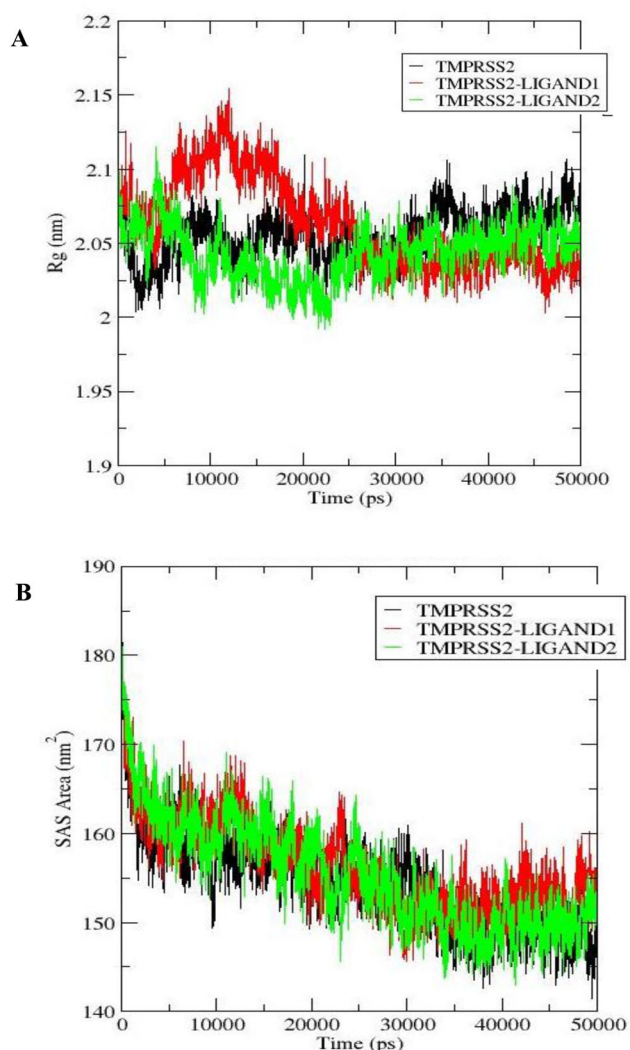 A
2.2
2.15
2.1
2.05
2
1.95
1.9
Rg (nm)
TMPRSS2
TMPRSS2-LIGAND1
TMPRSS2-LIGAND2
0 10000 20000 30000 40000 50000
Time (ps)
B
190
180
170
160
150
140
SAS Area (nm²)
TMPRSS2
TMPRSS2-LIGAND1
TMPRSS2-LIGAND2
0 10000 20000 30000 40000 50000
Time (ps)